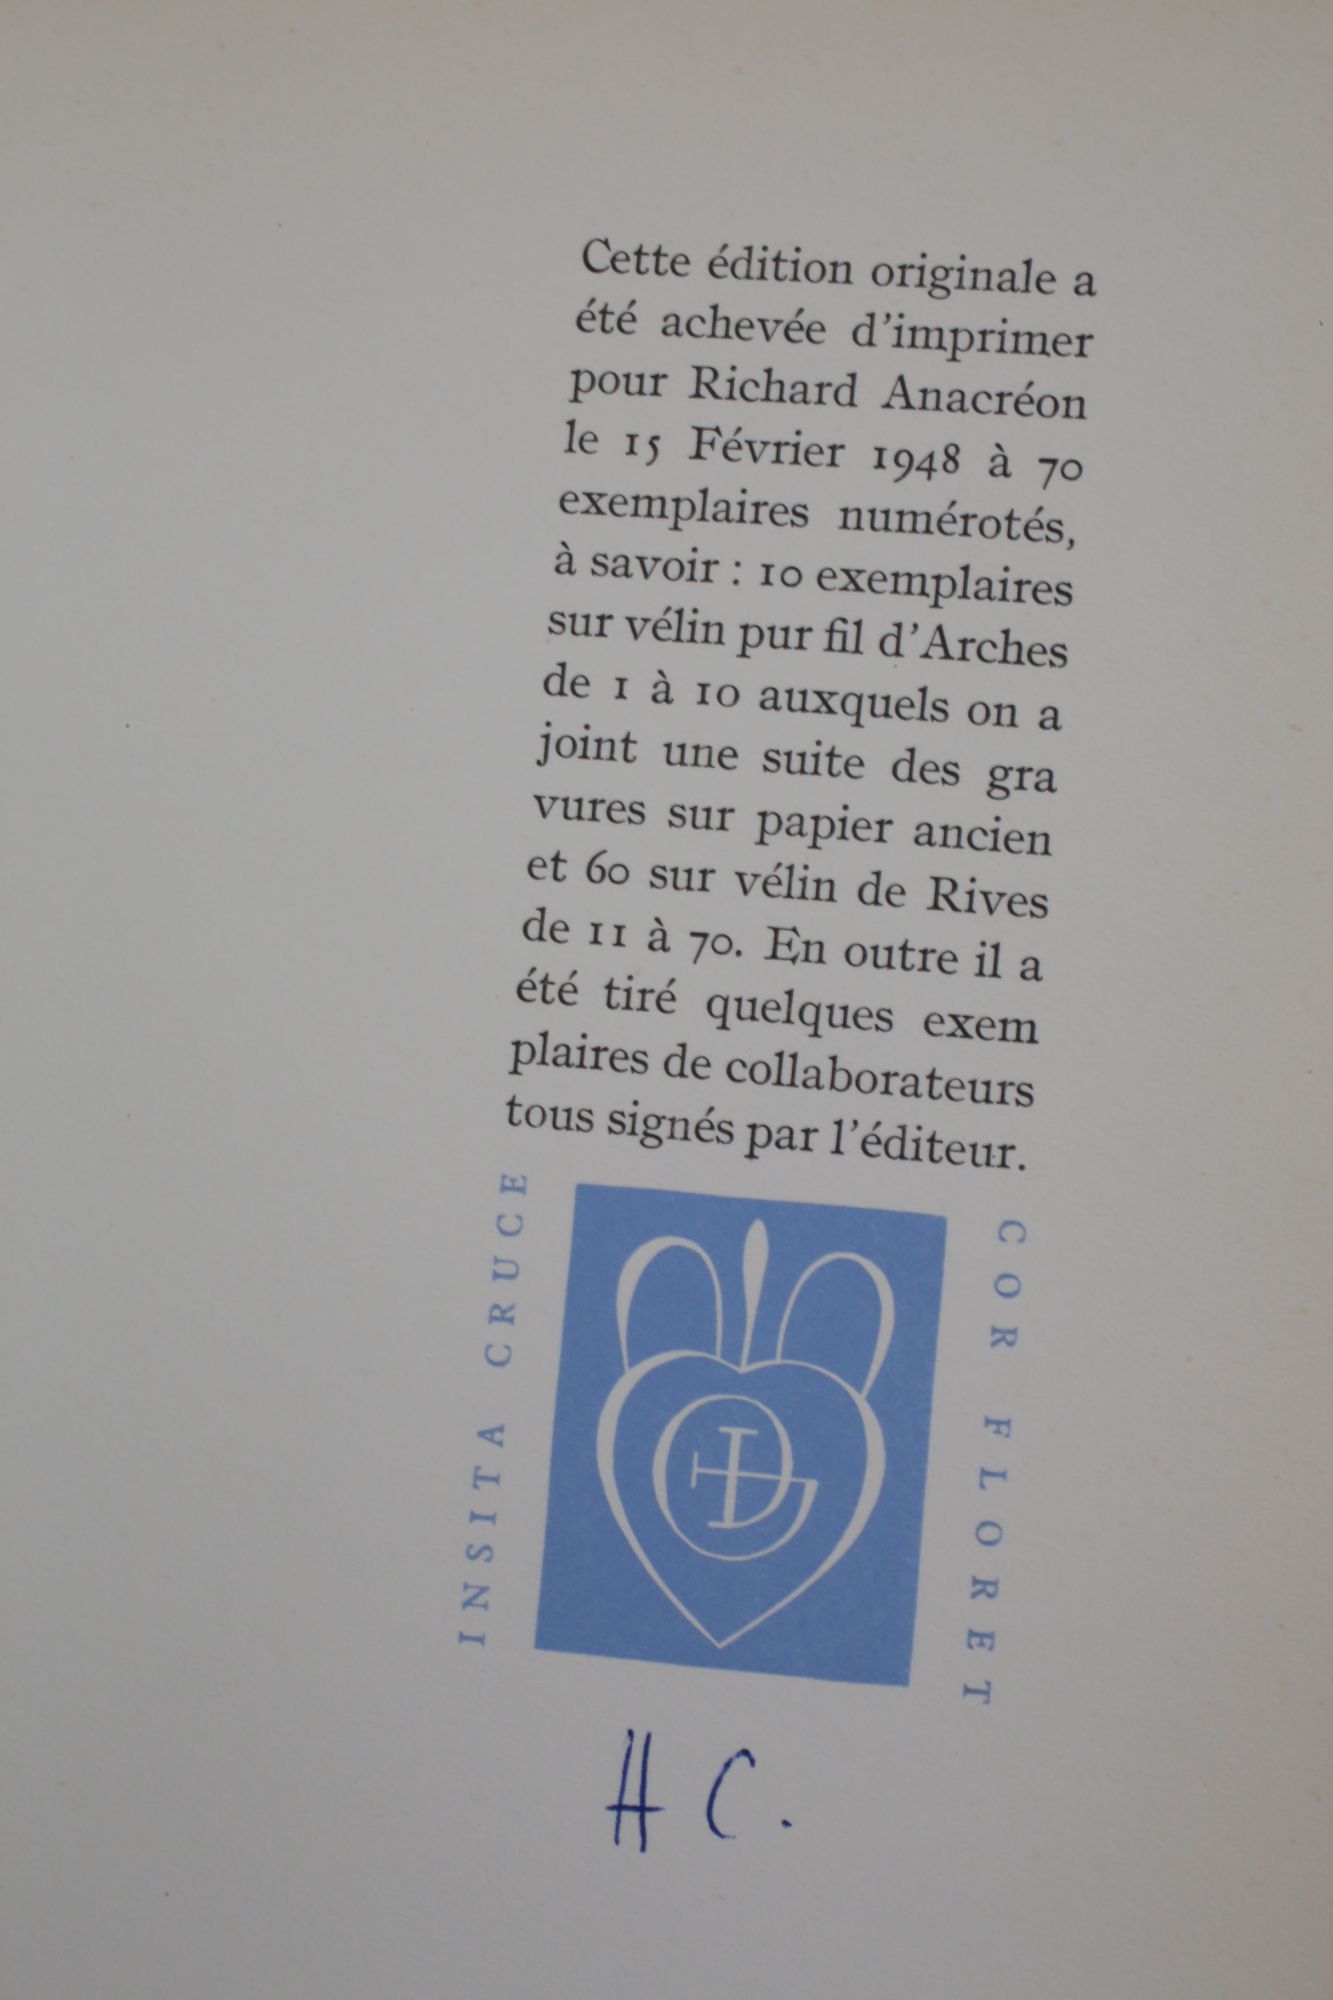 Cette édition originale a
été achevée d'imprimer
pour Richard Anacréon
le 15 Février 1948 à 70
exemplaires numérotés,
à savoir : 10 exemplaires
sur vélin pur fil d'Arches
de 1 à 10 auxquels on a
joint une suite des gra
vures sur papier ancien
et 60 sur vélin de Rives
de 11 à 70. En outre il a
été tiré quelques exem
plaires de collaborateurs
tous signés par l'éditeur.
INSITA CRUCE
COR FLORET
H C.